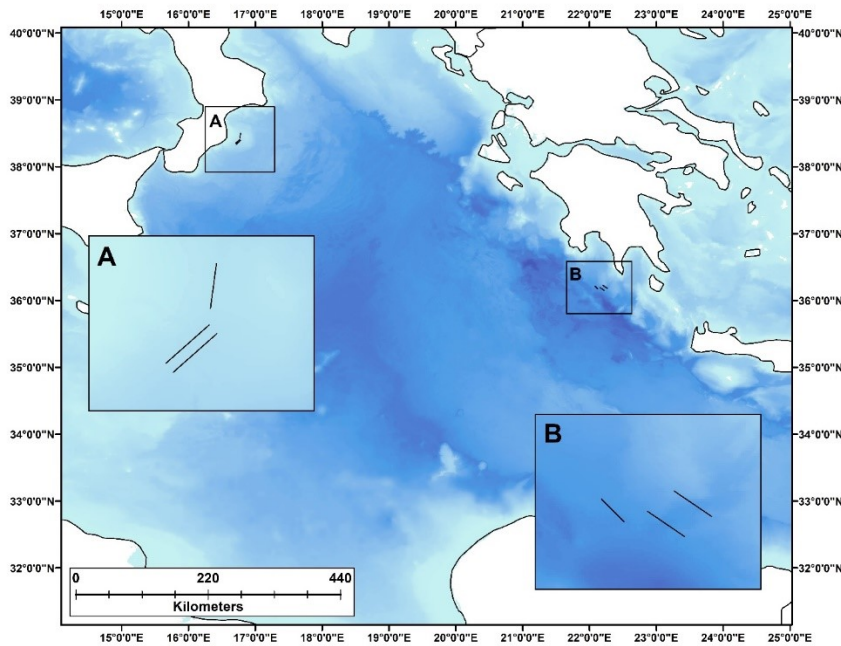 15°0'0"E 16°0'0"E 17°0'0"E 18°0'0"E 19°0'0"E 20°0'0"E 21°0'0"E 22°0'0"E 23°0'0"E 24°0'0"E 25°0'0"E
40°0'0"N 40°0'0"N
39°0'0"N 39°0'0"N
A
38°0'0"N 38°0'0"N
37°0'0"N 37°0'0"N
A
B
36°0'0"N 36°0'0"N
35°0'0"N 35°0'0"N
34°0'0"N 34°0'0"N
B
33°0'0"N 33°0'0"N
32°0'0"N 32°0'0"N
0 220 440
Kilometers
15°0'0"E 16°0'0"E 17°0'0"E 18°0'0"E 19°0'0"E 20°0'0"E 21°0'0"E 22°0'0"E 23°0'0"E 24°0'0"E 25°0'0"E